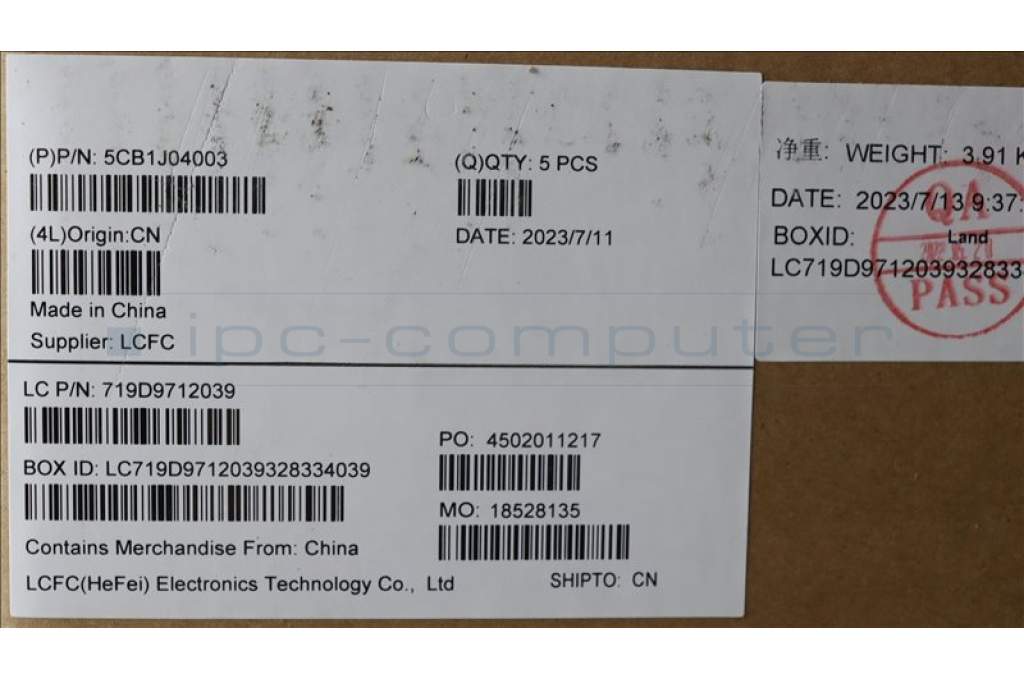 (P)P/N: 5CB1J04003
(Q)QTY: 5 PCS
(4L)Origin:CN
DATE: 2023/7/11
Made in China
Supplier: LCFC
LC P/N: 719D9712039
BOX ID: LC719D9712039328334039
PO: 4502011217
MO: 18528135
Contains Merchandise From: China
LCFC(HeFei) Electronics Technology Co., Ltd
SHIPTO: CN
净重: WEIGHT: 3.91
DATE: 2023/7/13 9:37:
BOXID:
Land
LC719D971203932833
QA
PASS
ipc-computer